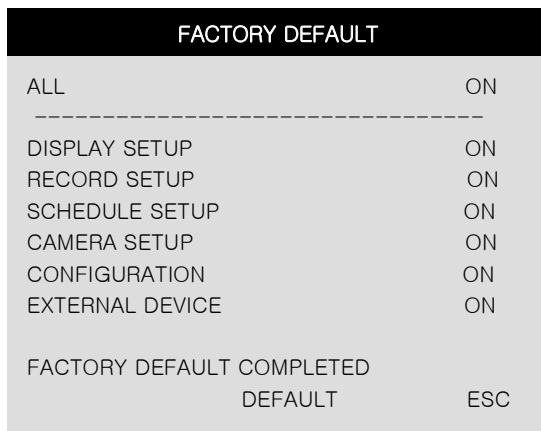 FACTORY DEFAULT
ALL ON
----------------------------------
DISPLAY SETUP ON
RECORD SETUP ON
SCHEDULE SETUP ON
CAMERA SETUP ON
CONFIGURATION ON
EXTERNAL DEVICE ON
FACTORY DEFAULT COMPLETED
DEFAULT ESC